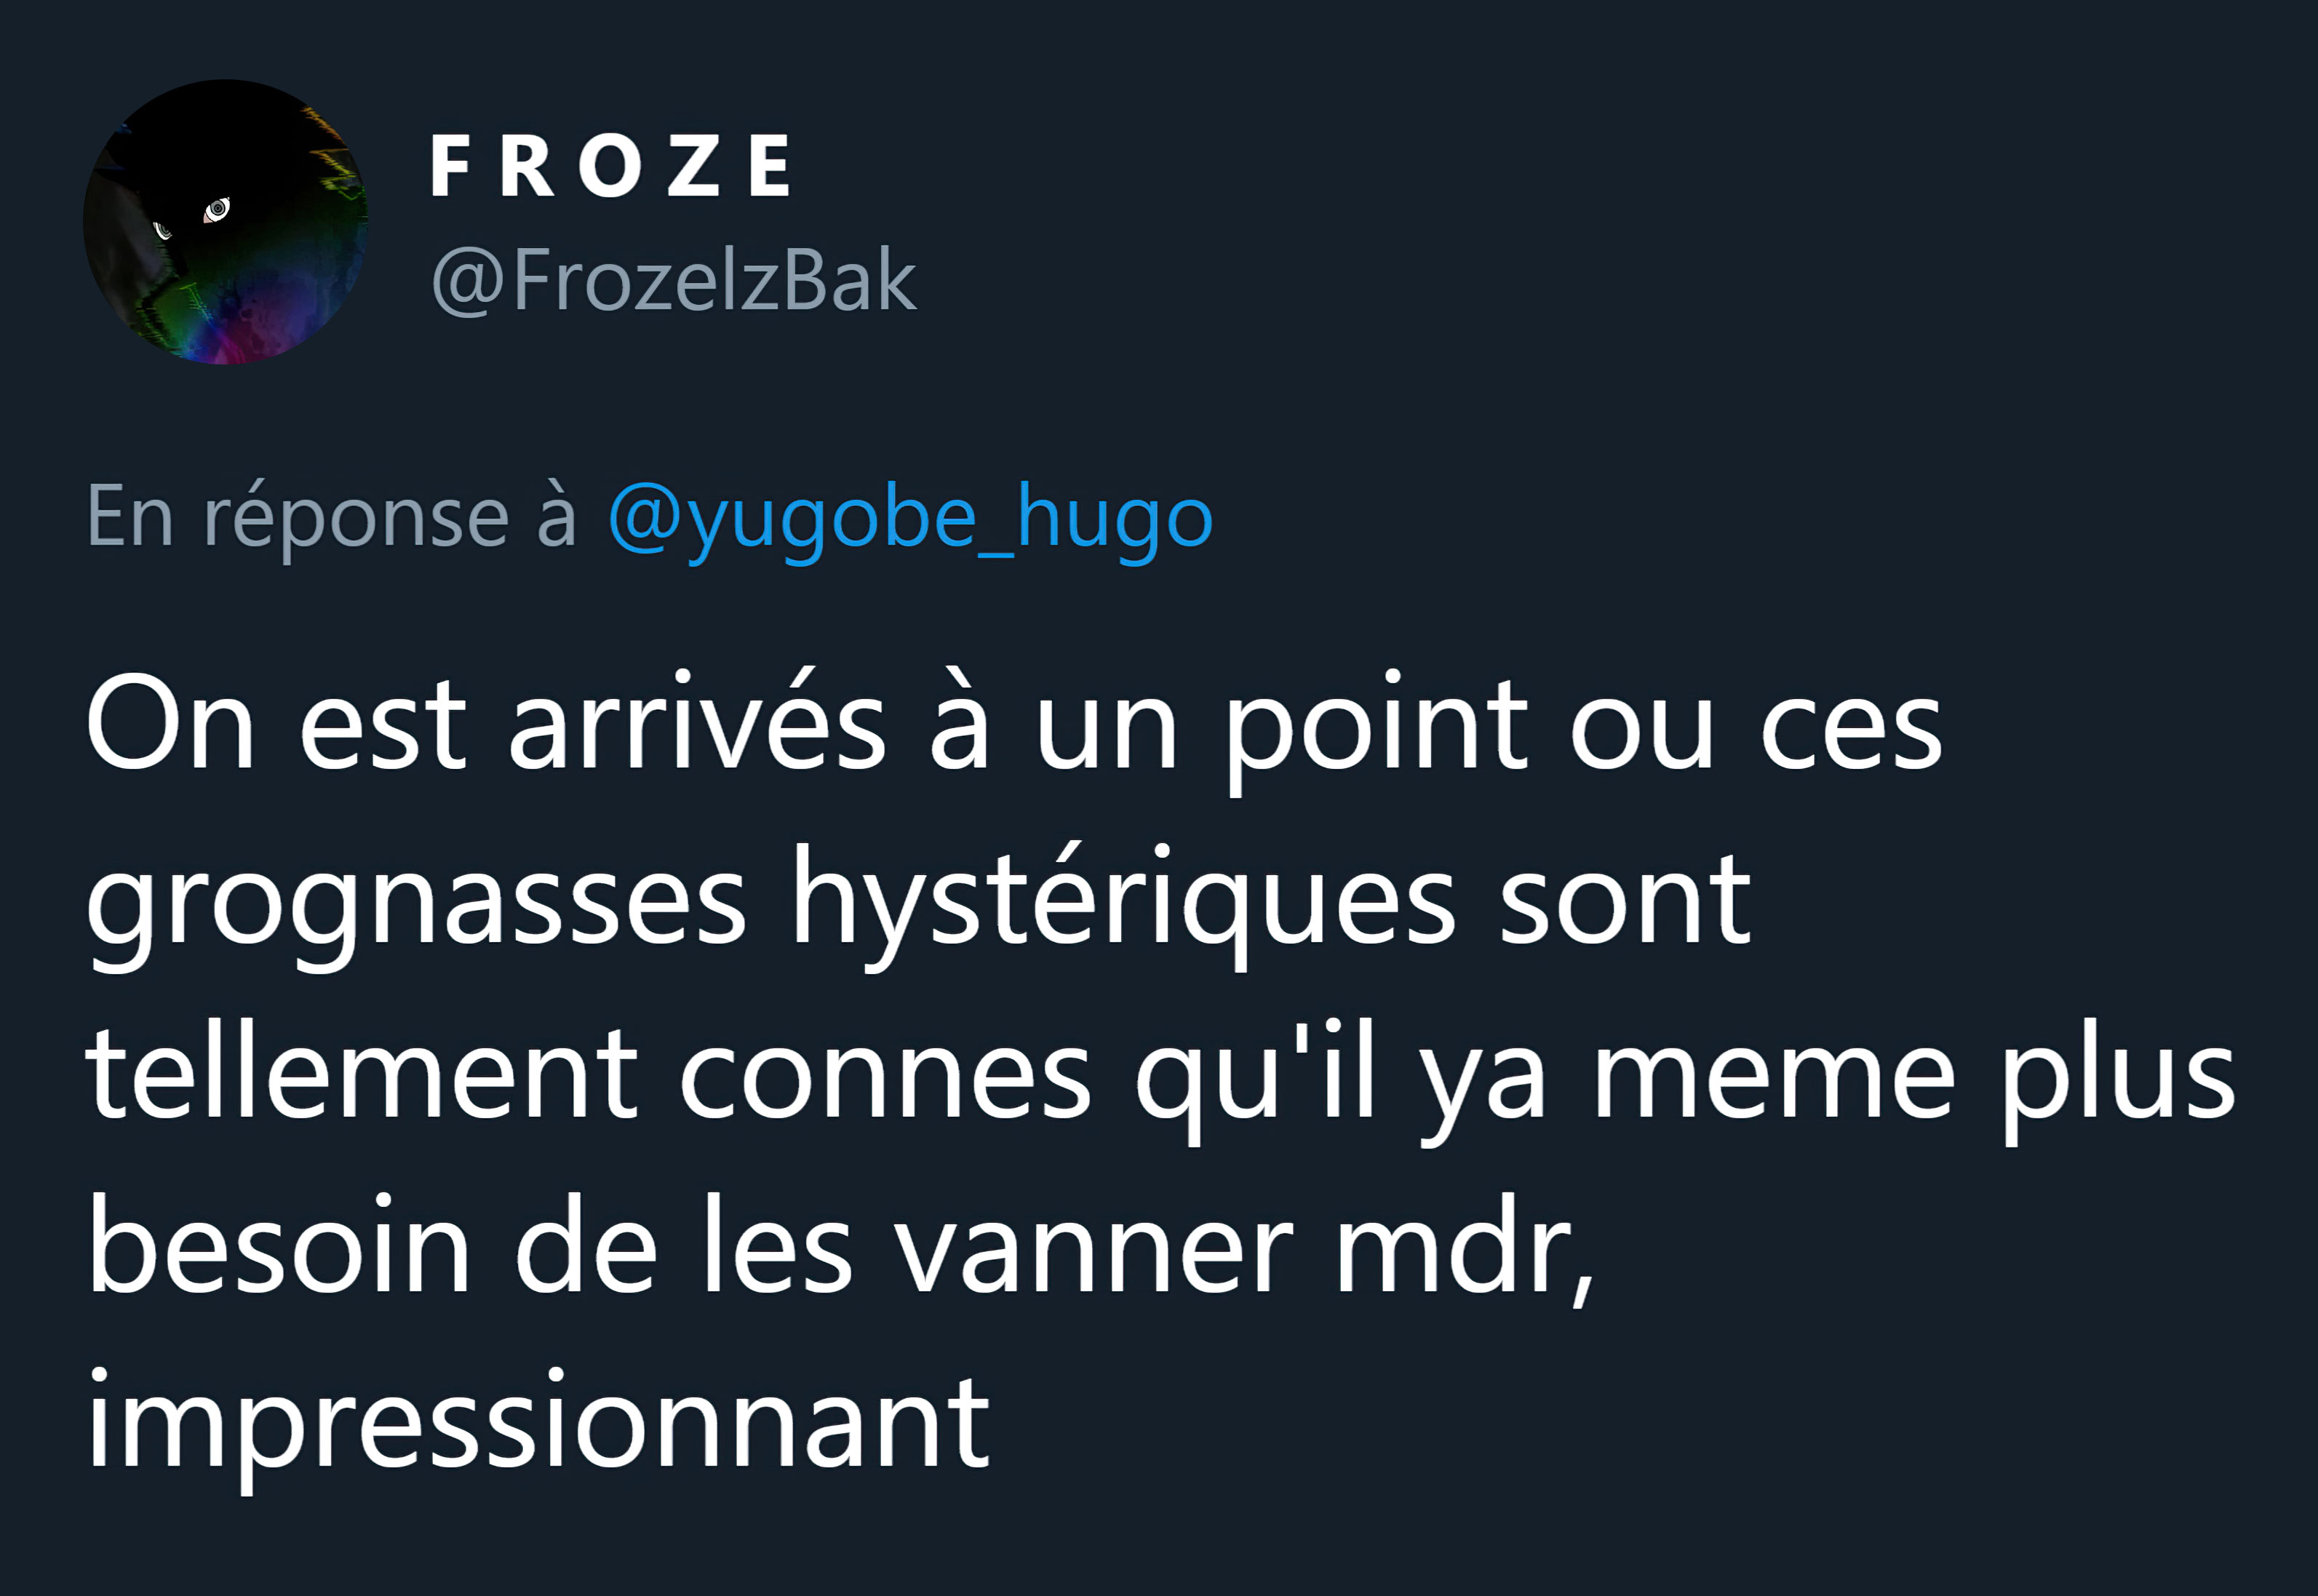 F R O Z E
@FrozeIzBak
En réponse à @yugobe_hugo
On est arrivés à un point ou ces
grognasses hystériques sont
tellement connes qu'il ya meme plus
besoin de les vanner mdr,
impressionnant